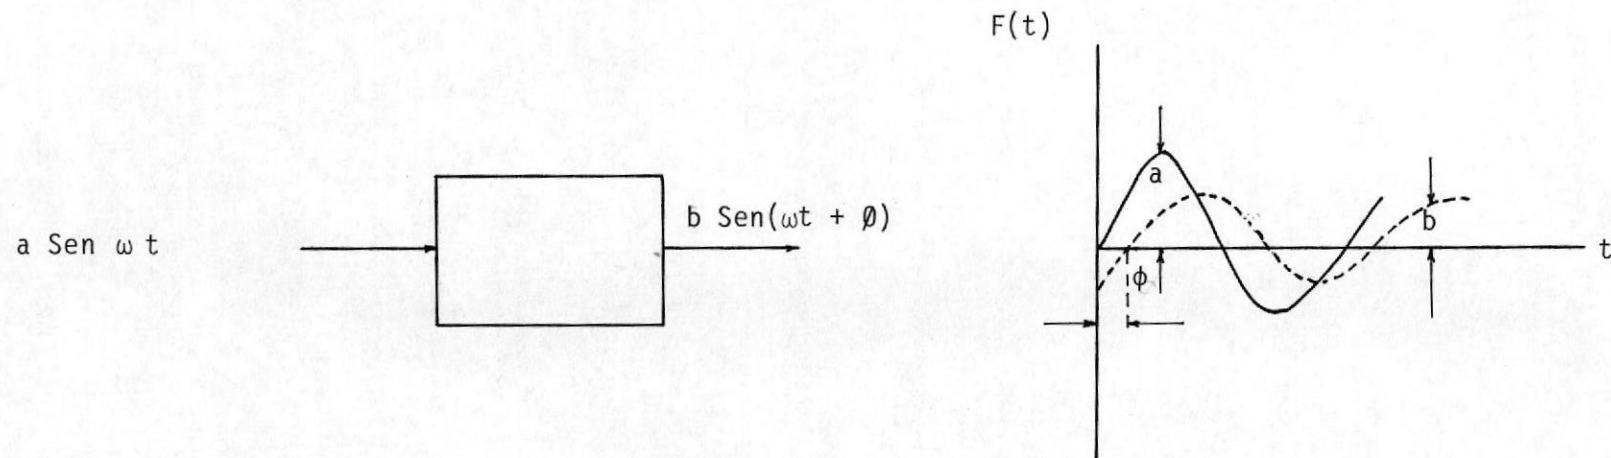 a Sen ω t
b Sen(ωt + Ø)
F(t)
a
b
ϕ
t